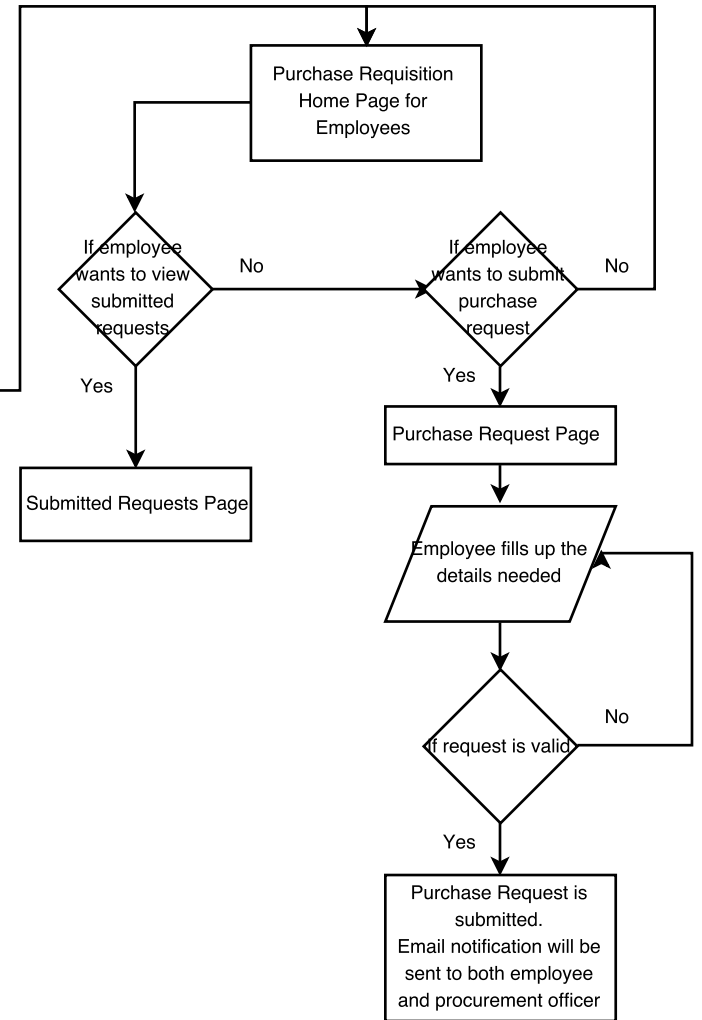 Purchase Requisition
Home Page for
Employees
If employee
wants to view
submitted
requests
No
If employee
wants to submit
purchase
request
No
Yes
Yes
Purchase Request Page
Submitted Requests Page
Employee fills up the
details needed
No
If request is valid
Yes
Purchase Request is
submitted.
Email notification will be
sent to both employee
and procurement officer